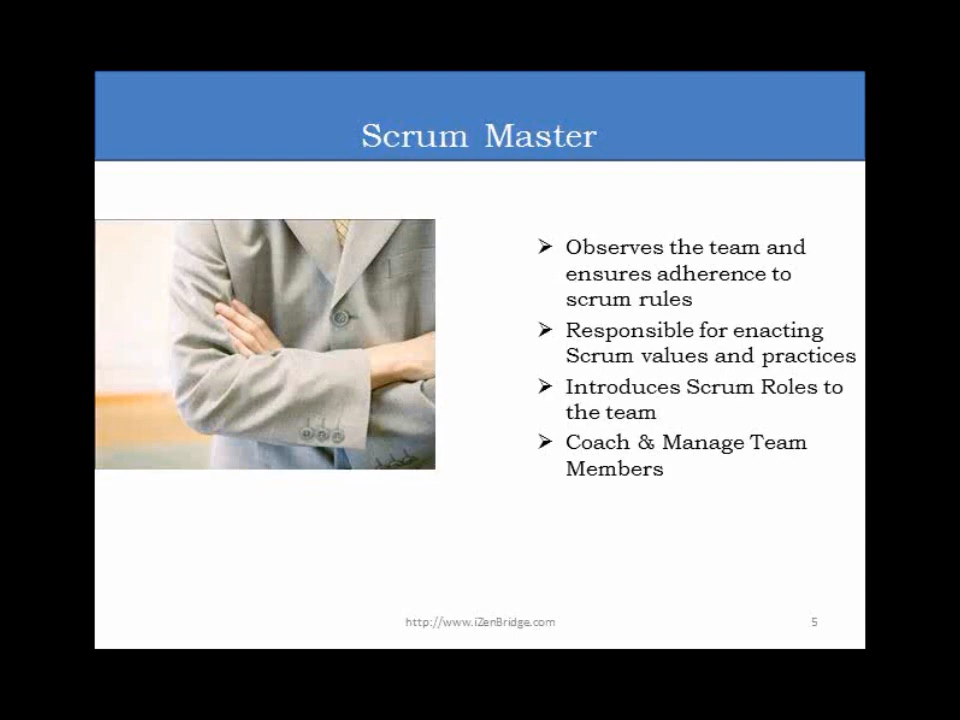 Scrum Master
➢ Observes the team and
ensures adherence to
scrum rules
➢ Responsible for enacting
Scrum values and practices
➢ Introduces Scrum Roles to
the team
➢ Coach & Manage Team
Members
http://www.iZenBridge.com
5